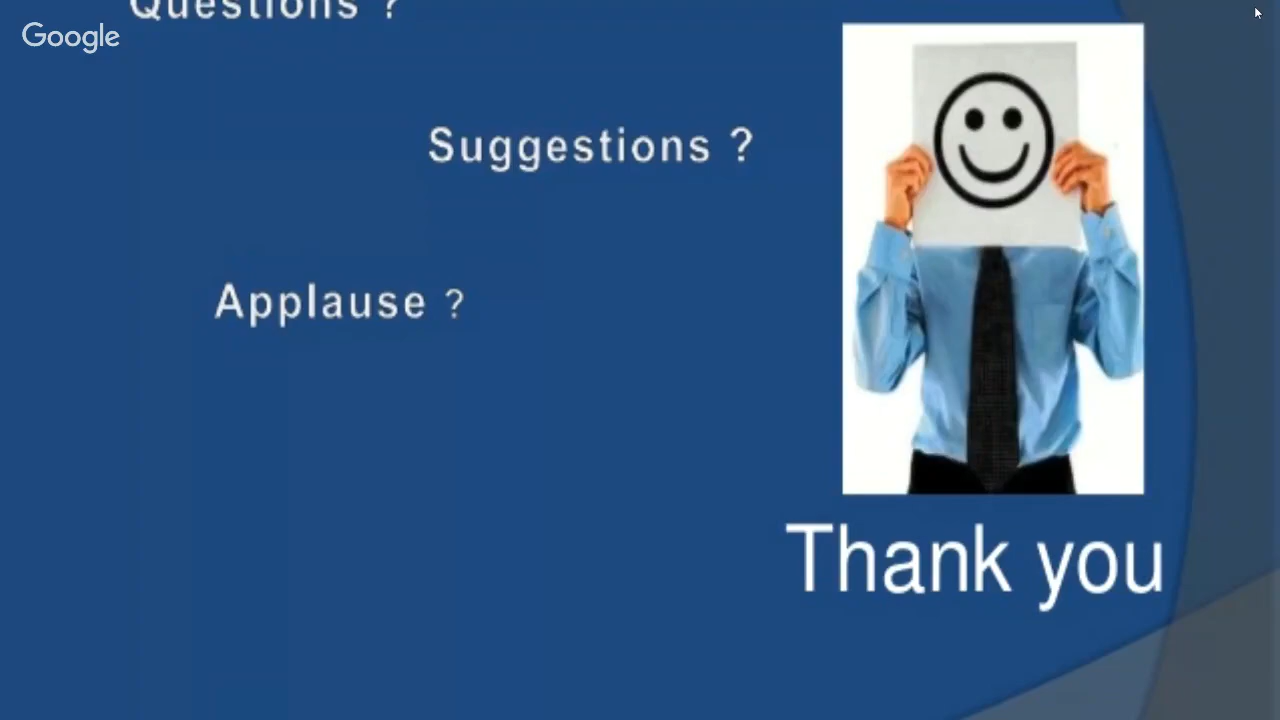 Questions ?
Google
Suggestions ?
Applause ?
Thank you